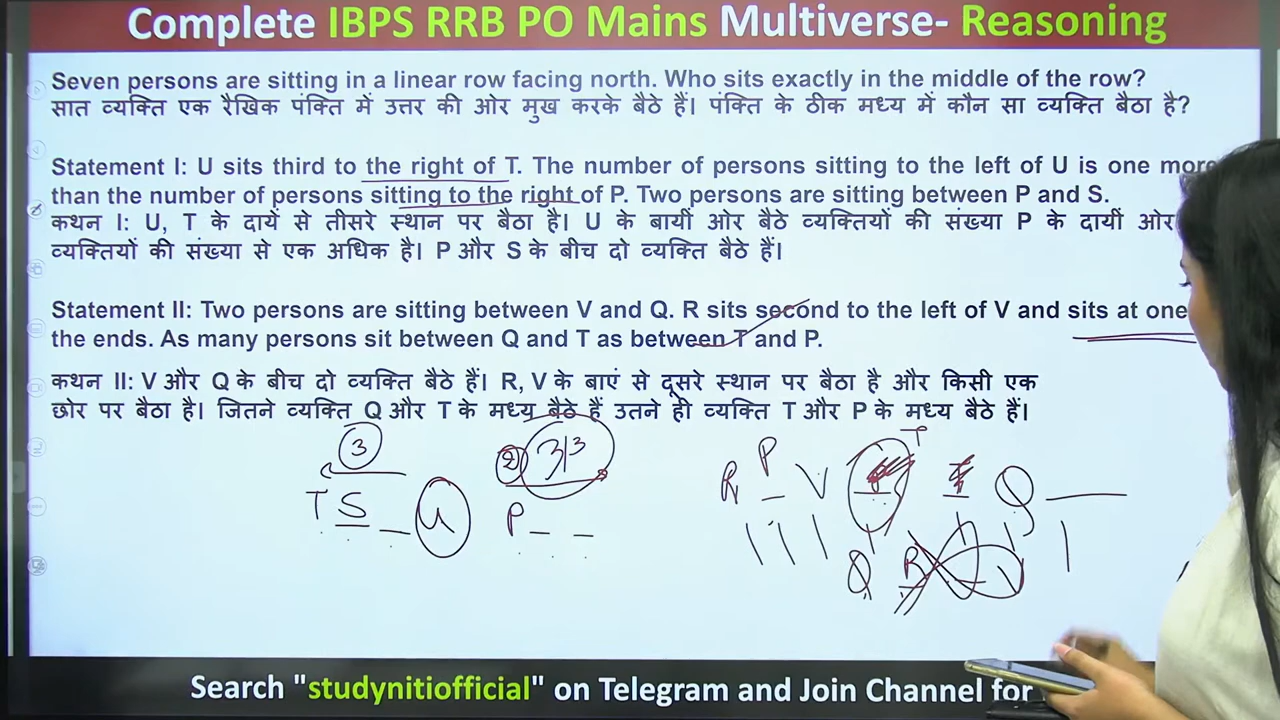 Complete IBPS RRB PO Mains Multiverse- Reasoning
Seven persons are sitting in a linear row facing north. Who sits exactly in the middle of the row?
सात व्यक्ति एक रैखिक पंक्ति में उत्तर की ओर मुख करके बैठे हैं। पंक्ति के ठीक मध्य में कौन सा व्यक्ति बैठा है?
Statement I: U sits third to the right of T. The number of persons sitting to the left of U is one more
than the number of persons sitting to the right of P. Two persons are sitting between P and S.
कथन I: U, T के दायें से तीसरे स्थान पर बैठा है। U के बायीं ओर बैठे व्यक्तियों की संख्या P के दायीं ओर
व्यक्तियों की संख्या से एक अधिक है। P और S के बीच दो व्यक्ति बैठे हैं।
Statement II: Two persons are sitting between V and Q. R sits second to the left of V and sits at one
the ends. As many persons sit between Q and T as between T and P.
कथन II: V और Q के बीच दो व्यक्ति बैठे हैं। R, V के बाएं से दूसरे स्थान पर बैठा है और किसी एक
छोर पर बैठा है। जितने व्यक्ति Q और T के मध्य बैठे हैं उतने ही व्यक्ति T और P के मध्य बैठे हैं।
3 2 3/3 P T
T S _ U P _ _ R _ V _ _ Q _
Q R V
Search "studynitiofficial" on Telegram and Join Channel for